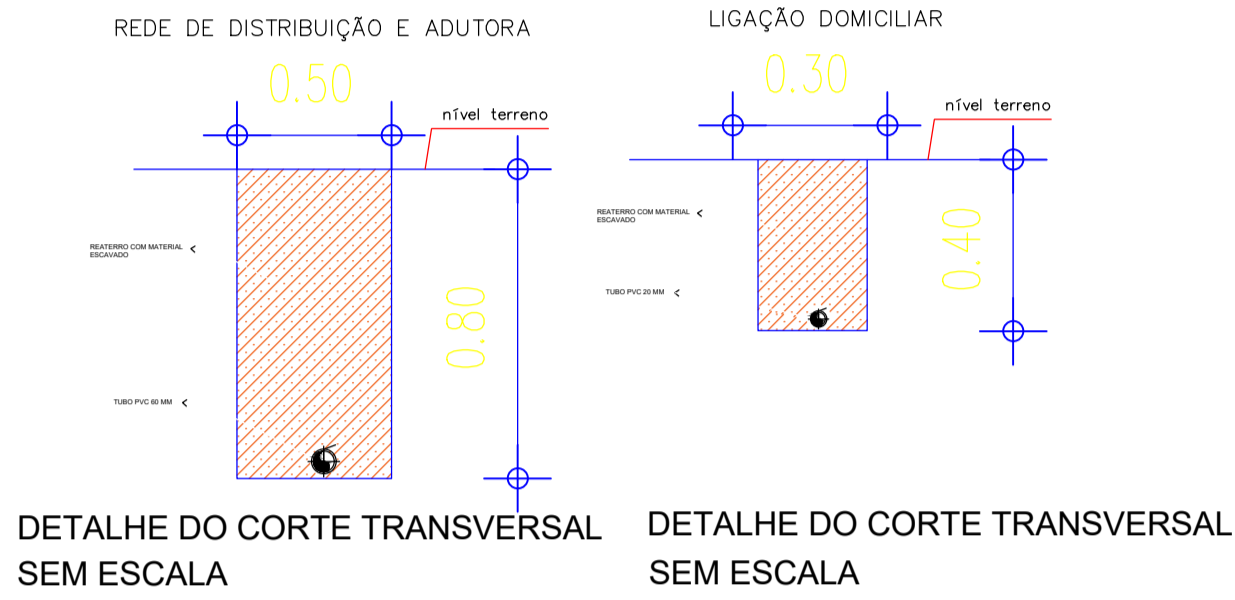 REDE DE DISTRIBUIÇÃO E ADUTORA
0.50
nível terreno
REATERRO COM MATERIAL
ESCAVADO
0.80
TUBO PVC 60 MM
DETALHE DO CORTE TRANSVERSAL
SEM ESCALA
LIGAÇÃO DOMICILIAR
0.30
nível terreno
REATERRO COM MATERIAL
ESCAVADO
0.40
TUBO PVC 20 MM
DETALHE DO CORTE TRANSVERSAL
SEM ESCALA